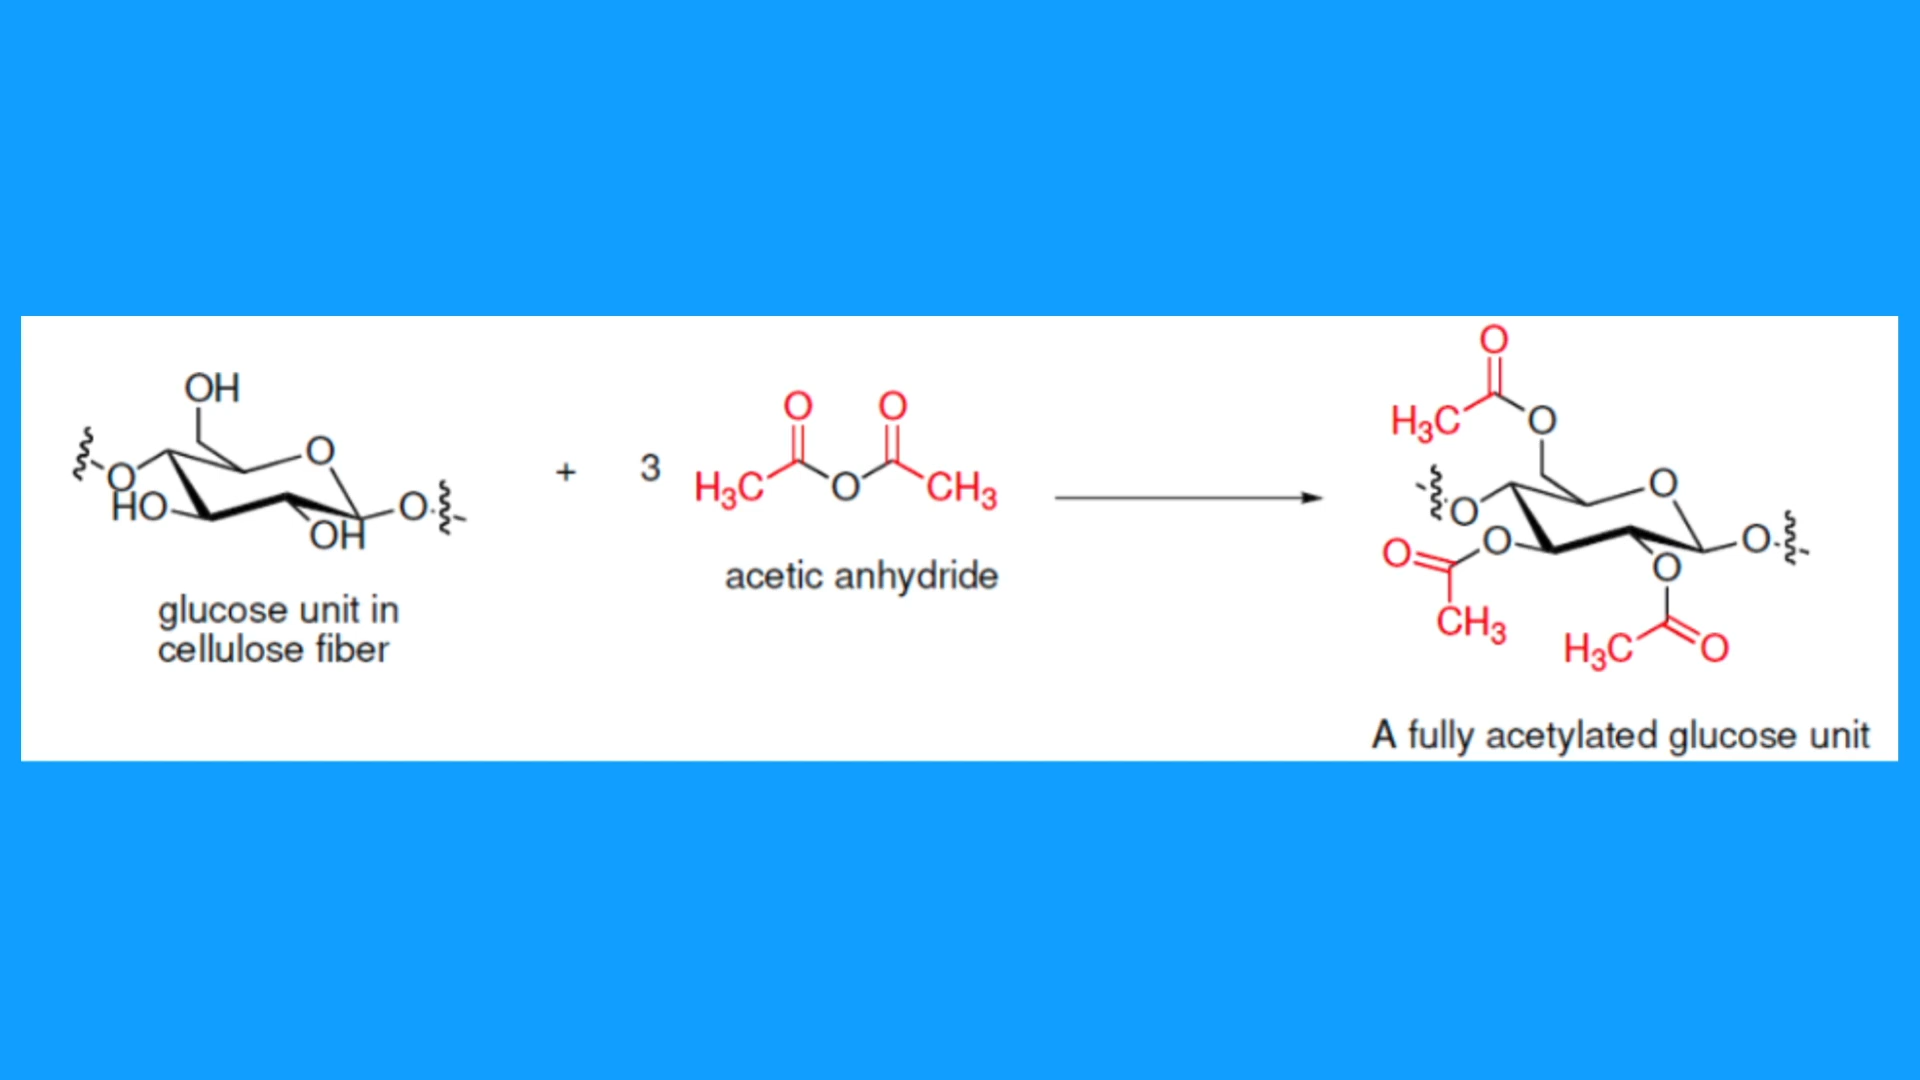 OH
O
O
HO
OH
O
glucose unit in
cellulose fiber
+
3
O
O
H3C
O
CH3
acetic anhydride
O
H3C
O
O
O
O
O
O
O
CH3
H3C
O
A fully acetylated glucose unit